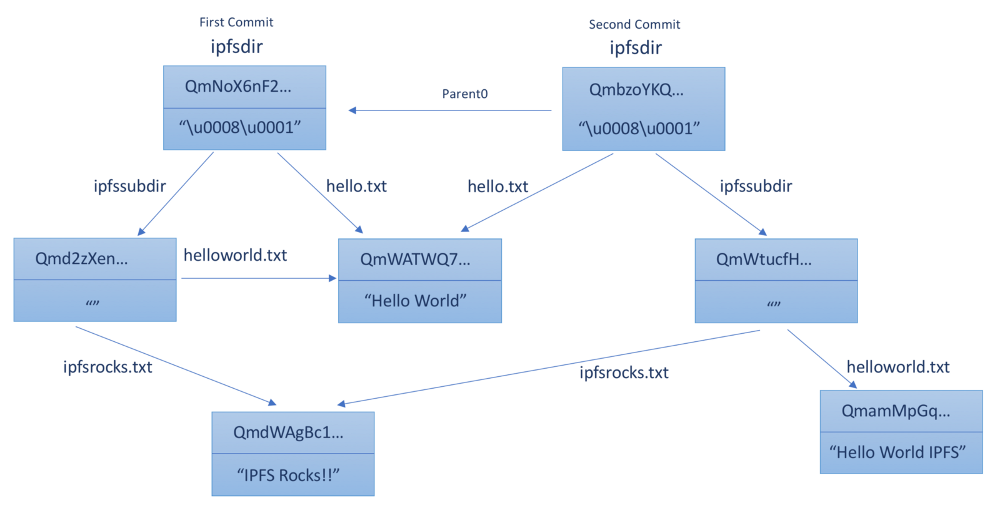 First Commit
ipfsdir
QmNoX6nF2...
“\u0008\u0001”
Parent0
Second Commit
ipfsdir
QmbzoYKQ...
“\u0008\u0001”
ipfssubdir
hello.txt
hello.txt
ipfssubdir
Qmd2zXen...
“”
helloworld.txt
QmWATWQ7...
“Hello World”
QmWtucfH...
“”
ipfsrocks.txt
ipfsrocks.txt
helloworld.txt
QmdWAgBc1...
“IPFS Rocks!!”
QmamMpGq...
“Hello World IPFS”